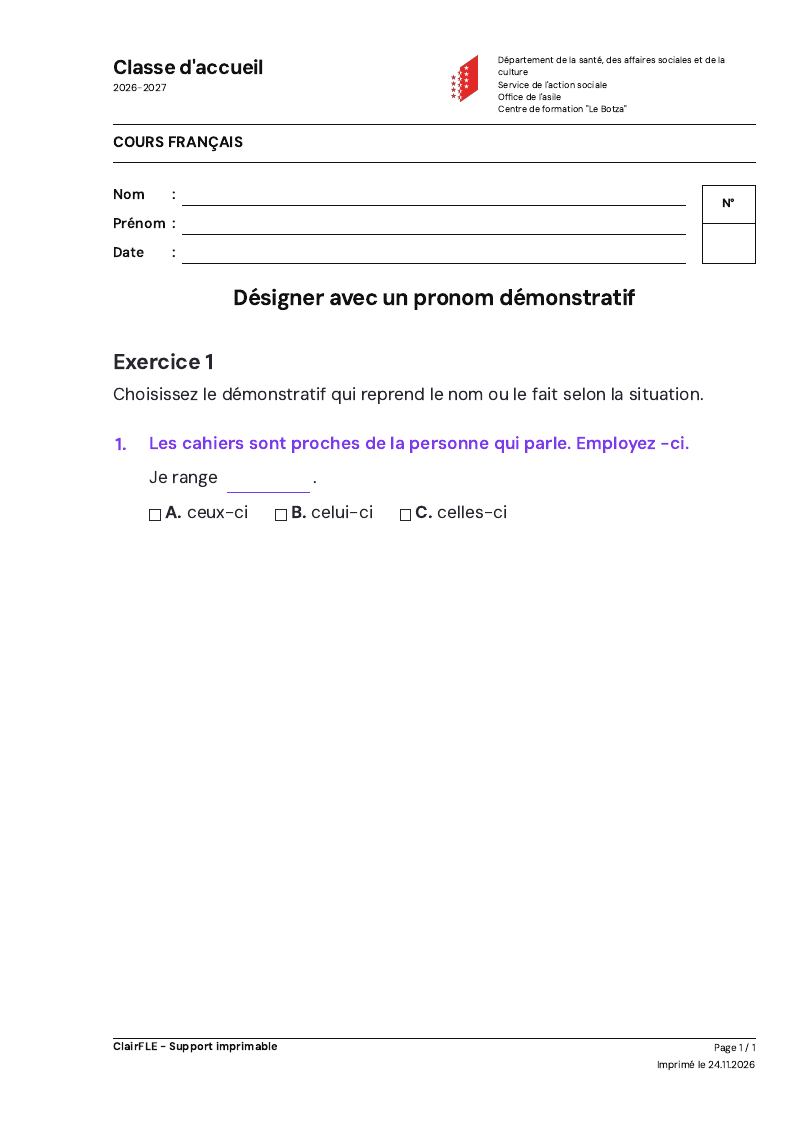 Classe d'accueil
2026-2027
Département de la santé, des affaires sociales et de la
culture
Service de l'action sociale
Office de l'asile
Centre de formation "Le Botza"
COURS FRANÇAIS
Nom :
Prénom :
Date :
N°
Désigner avec un pronom démonstratif
Exercice 1
Choisissez le démonstratif qui reprend le nom ou le fait selon la situation.
1. Les cahiers sont proches de la personne qui parle. Employez -ci.
Je range ________ .
A. ceux-ci B. celui-ci C. celles-ci
ClairFLE - Support imprimable
Page 1 / 1
Imprimé le 24.11.2026